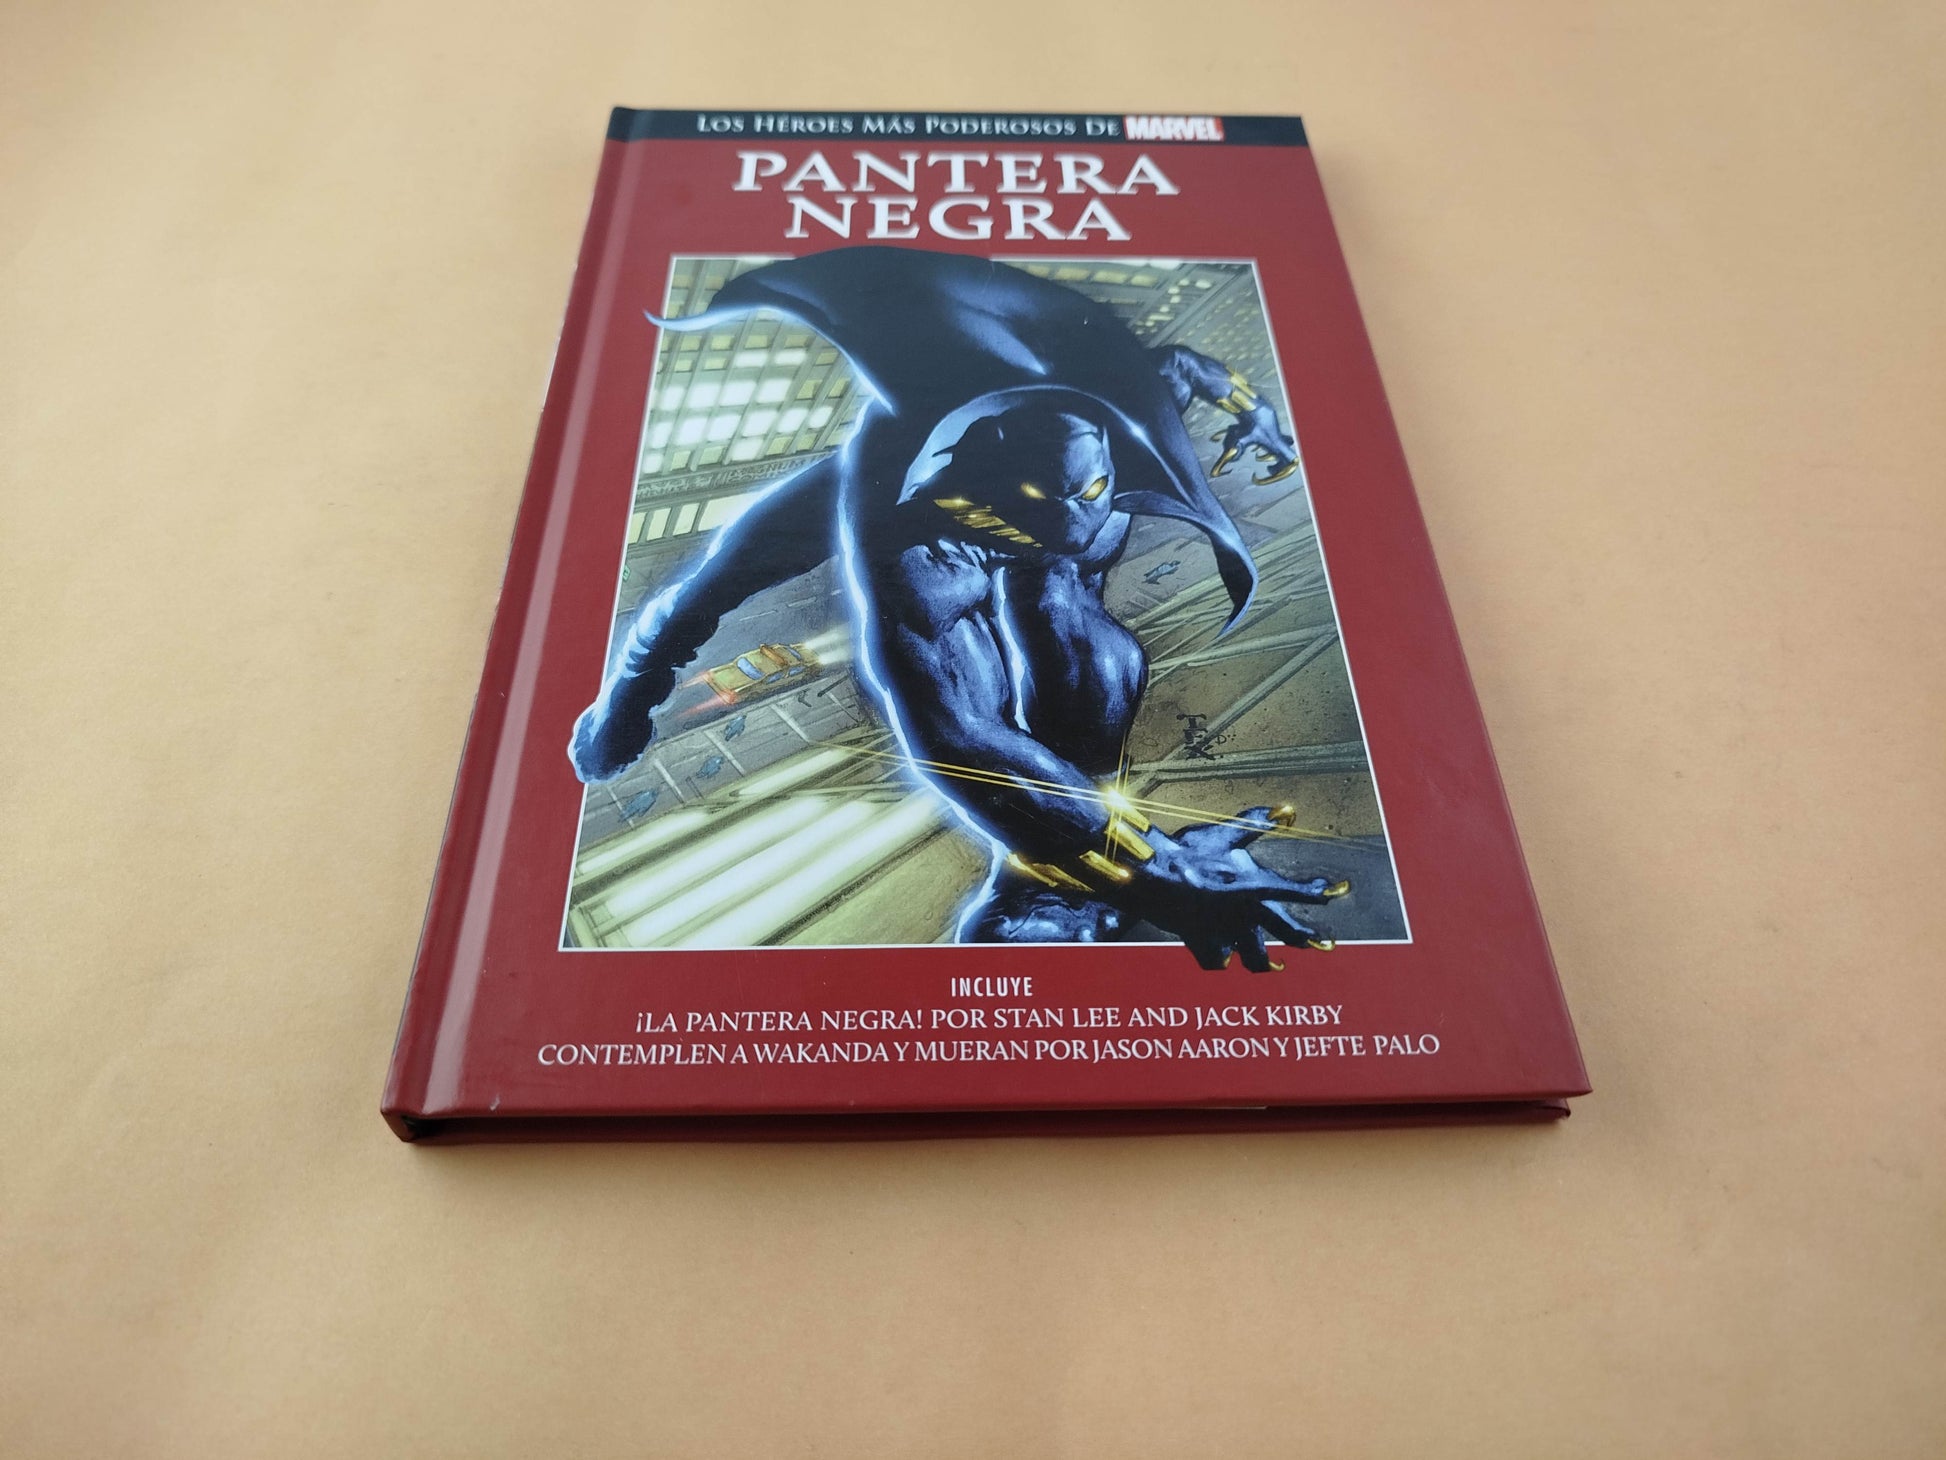 LOS HÉROES MÁS PODEROSOS DE MARVEL
PANTERA
NEGRA
MAGNUM
INCLUYE
¡LA PANTERA NEGRA! POR STAN LEE AND JACK KIRBY
CONTEMPLEN A WAKANDA Y MUERAN POR JASON AARON Y JEFTE PALO